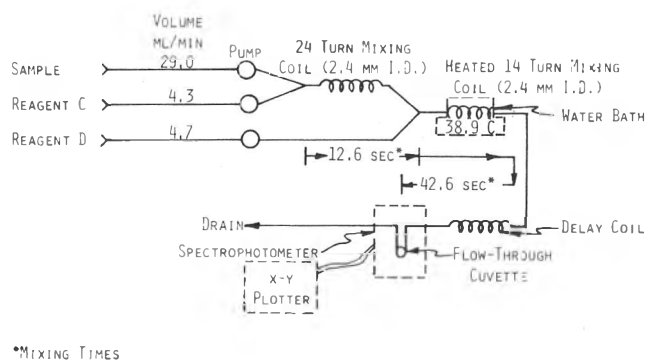 VOLUME
ML/MIN
PUMP
24 TURN MIXING
COIL (2.4 MM I.D.)
HEATED 14 TURN MIXING
COIL (2.4 MM I.D.)
SAMPLE
29.0
REAGENT C
4.3
WATER BATH
REAGENT D
4.7
38.9 C
12.6 SEC*
42.6 SEC*
DRAIN
DELAY COIL
SPECTROPHOTOMETER
FLOW-THROUGH
CUVETTE
X-Y
PLOTTER
*MIXING TIMES